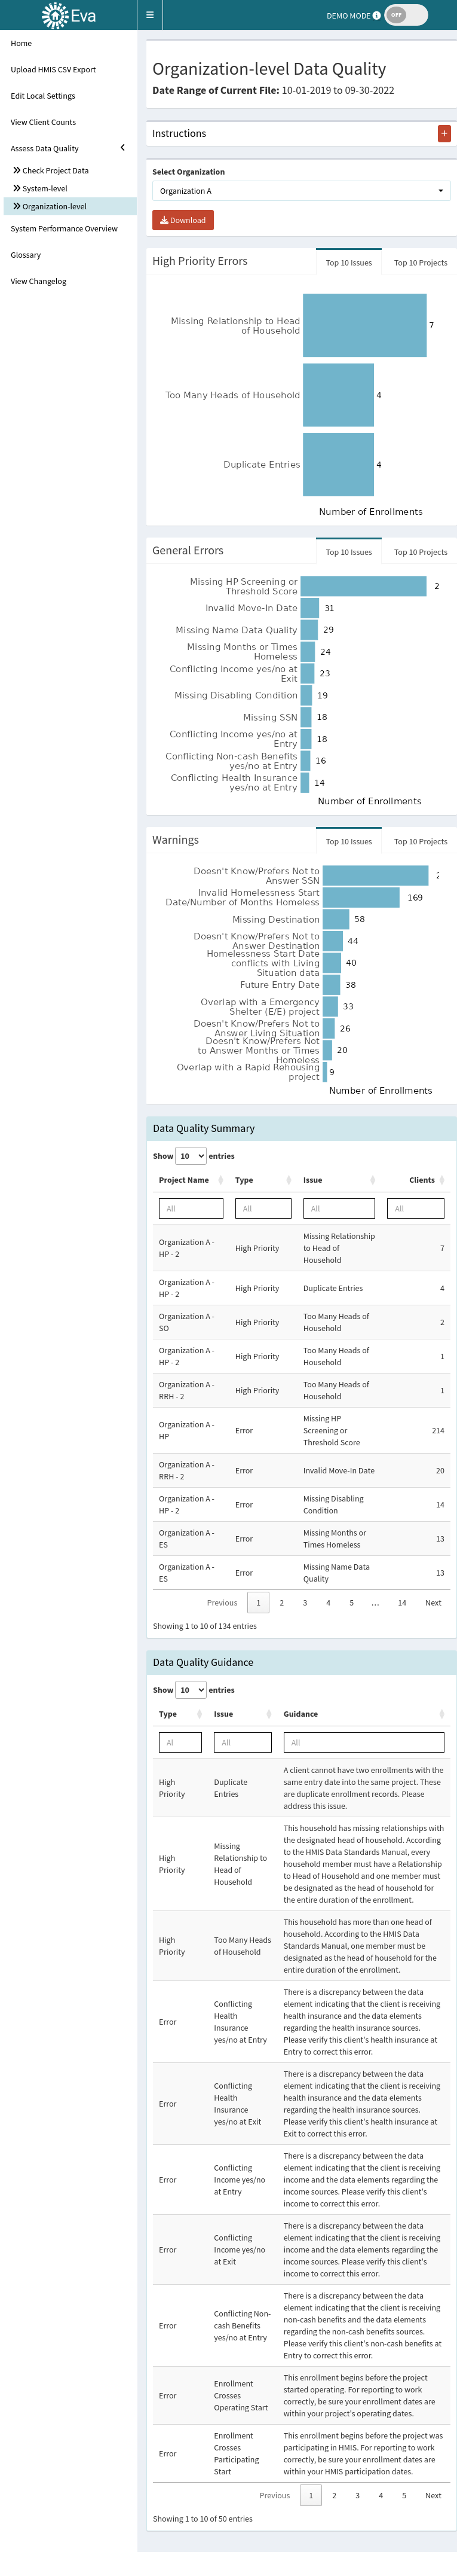 Eva
DEMO MODE
OFF
Home
Upload HMIS CSV Export
Edit Local Settings
View Client Counts
Assess Data Quality
Check Project Data
System-level
Organization-level
System Performance Overview
Glossary
View Changelog
Organization-level Data Quality
Date Range of Current File: 10-01-2019 to 09-30-2022
Instructions
+
Select Organization
Organization A
Download
High Priority Errors
Top 10 Issues
Top 10 Projects
Missing Relationship to Head
of Household
7
Too Many Heads of Household
4
Duplicate Entries
4
Number of Enrollments
General Errors
Top 10 Issues
Top 10 Projects
Missing HP Screening or
Threshold Score
2
Invalid Move-In Date
31
Missing Name Data Quality
29
Missing Months or Times
Homeless
24
Conflicting Income yes/no at
Exit
23
Missing Disabling Condition
19
Missing SSN
18
Conflicting Income yes/no at
Entry
18
Conflicting Non-cash Benefits
yes/no at Entry
16
Conflicting Health Insurance
yes/no at Entry
14
Number of Enrollments
Warnings
Top 10 Issues
Top 10 Projects
Doesn't Know/Prefers Not to
Answer SSN
Invalid Homelessness Start
Date/Number of Months Homeless
169
Missing Destination
58
Doesn't Know/Prefers Not to
Answer Destination
44
Homelessness Start Date
conflicts with Living
Situation data
40
Future Entry Date
38
Overlap with a Emergency
Shelter (E/E) project
33
Doesn't Know/Prefers Not to
Answer Living Situation
26
Doesn't Know/Prefers Not
to Answer Months or Times
Homeless
20
Overlap with a Rapid Rehousing
project
9
Number of Enrollments
Data Quality Summary
Show 10 entries
Project Name Type Issue Clients
All All All All
Organization A -
HP - 2
High Priority
Missing Relationship
to Head of
Household
7
Organization A -
HP - 2
High Priority
Duplicate Entries
4
Organization A -
SO
High Priority
Too Many Heads of
Household
2
Organization A -
HP - 2
High Priority
Too Many Heads of
Household
1
Organization A -
RRH - 2
High Priority
Too Many Heads of
Household
1
Organization A -
HP
Error
Missing HP
Screening or
Threshold Score
214
Organization A -
RRH - 2
Error
Invalid Move-In Date
20
Organization A -
HP - 2
Error
Missing Disabling
Condition
14
Organization A -
ES
Error
Missing Months or
Times Homeless
13
Organization A -
ES
Error
Missing Name Data
Quality
13
Previous 1 2 3 4 5 … 14 Next
Showing 1 to 10 of 134 entries
Data Quality Guidance
Show 10 entries
Type Issue Guidance
Al All All
High
Priority
Duplicate
Entries
A client cannot have two enrollments with the
same entry date into the same project. These
are duplicate enrollment records. Please
address this issue.
High
Priority
Missing
Relationship to
Head of
Household
This household has missing relationships with
the designated head of household. According
to the HMIS Data Standards Manual, every
household member must have a Relationship
to Head of Household and one member must
be designated as the head of household for
the entire duration of the enrollment.
High
Priority
Too Many Heads
of Household
This household has more than one head of
household. According to the HMIS Data
Standards Manual, one member must be
designated as the head of household for the
entire duration of the enrollment.
Error
Conflicting
Health
Insurance
yes/no at Entry
There is a discrepancy between the data
element indicating that the client is receiving
health insurance and the data elements
regarding the health insurance sources.
Please verify this client's health insurance at
Entry to correct this error.
Error
Conflicting
Health
Insurance
yes/no at Exit
There is a discrepancy between the data
element indicating that the client is receiving
health insurance and the data elements
regarding the health insurance sources.
Please verify this client's health insurance at
Exit to correct this error.
Error
Conflicting
Income yes/no
at Entry
There is a discrepancy between the data
element indicating that the client is receiving
income and the data elements regarding the
income sources. Please verify this client's
income to correct this error.
Error
Conflicting
Income yes/no
at Exit
There is a discrepancy between the data
element indicating that the client is receiving
income and the data elements regarding the
income sources. Please verify this client's
income to correct this error.
Error
Conflicting Non-
cash Benefits
yes/no at Entry
There is a discrepancy between the data
element indicating that the client is receiving
non-cash benefits and the data elements
regarding the non-cash benefits sources.
Please verify this client's non-cash benefits at
Entry to correct this error.
Error
Enrollment
Crosses
Operating Start
This enrollment begins before the project
started operating. For reporting to work
correctly, be sure your enrollment dates are
within your project's operating dates.
Error
Enrollment
Crosses
Participating
Start
This enrollment begins before the project was
participating in HMIS. For reporting to work
correctly, be sure your enrollment dates are
within your HMIS participation dates.
Previous 1 2 3 4 5 Next
Showing 1 to 10 of 50 entries